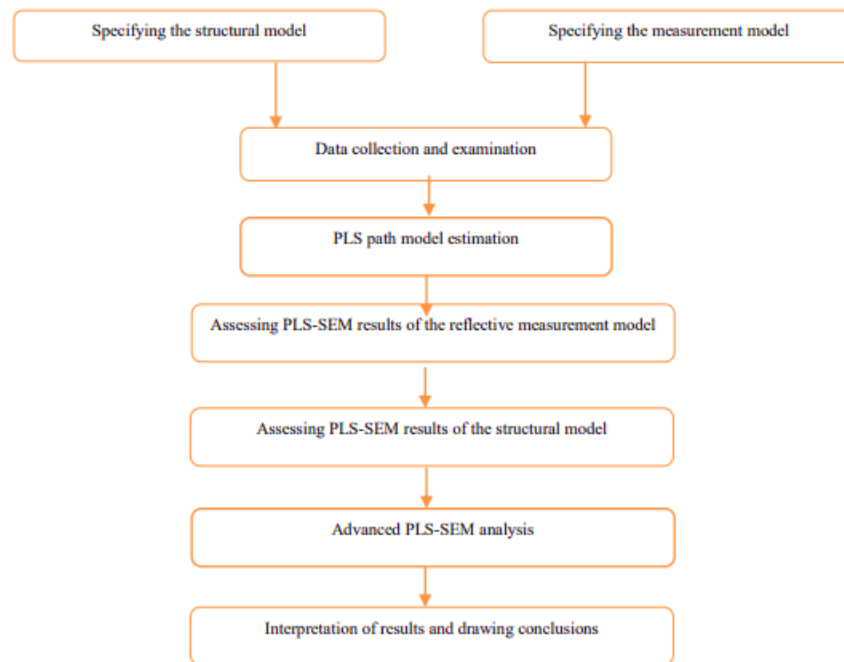 Specifying the structural model
Specifying the measurement model
Data collection and examination
PLS path model estimation
Assessing PLS-SEM results of the reflective measurement model
Assessing PLS-SEM results of the structural model
Advanced PLS-SEM analysis
Interpretation of results and drawing conclusions